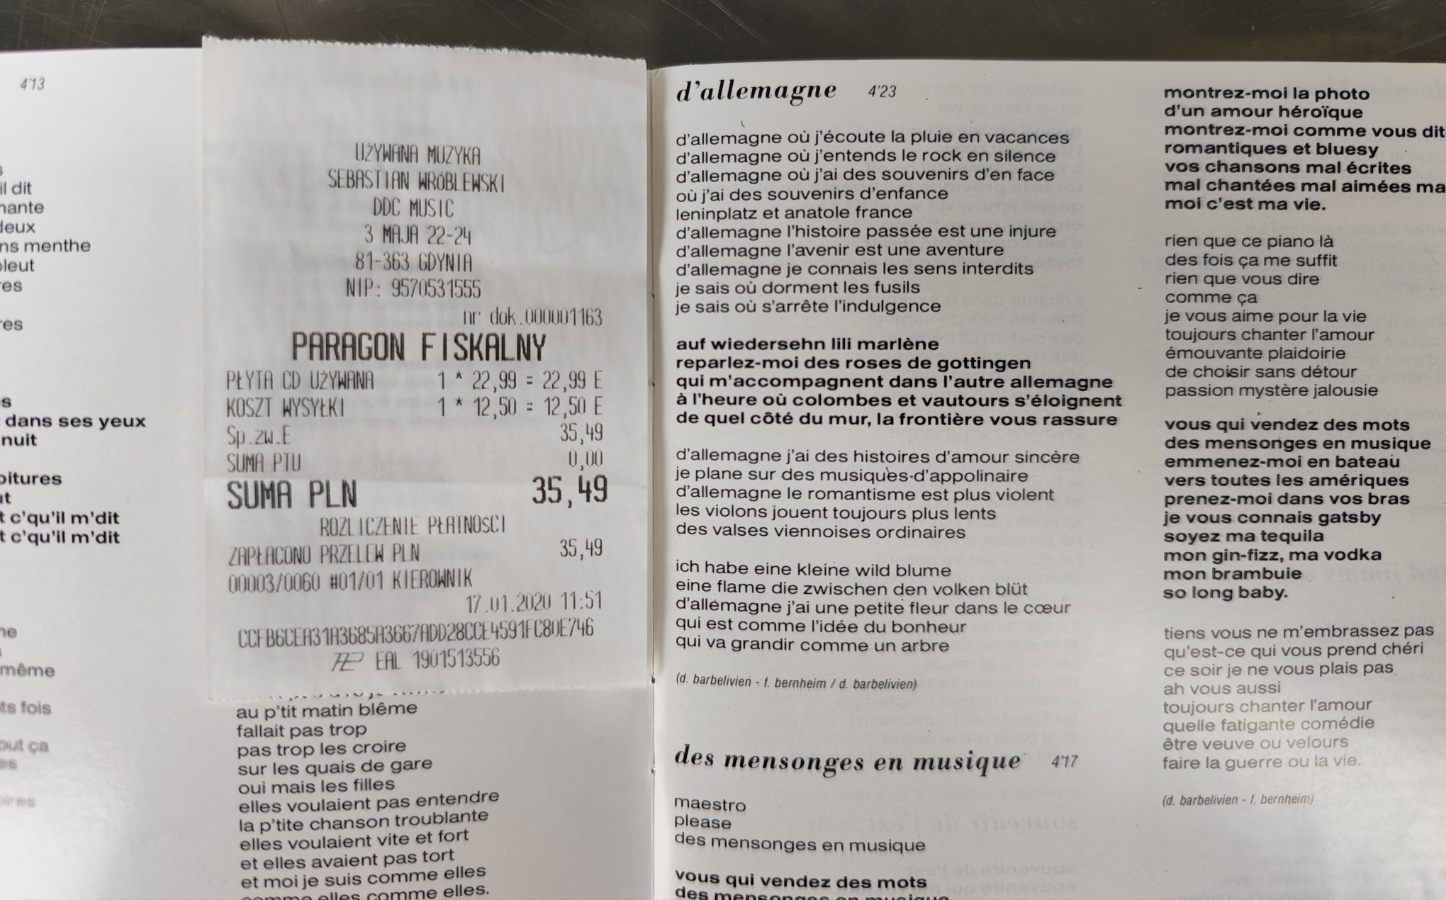 4'13
il dit
menthe
pleut
dans ses yeux
nuit
t c'qu'il m'dit
t c'qu'il m'dit
même
fois
out ça
UŻYWANA MUZYKA
SEBASTIAN WRÓBLEWSKI
DDC MUSIC
3 MAJA 22-24
81-363 GDYNIA
NIP: 9570531555
nr dok.000001163
PARAGON FISKALNY
PŁYTA CD UŻYWANA 1 * 22,99 = 22,99 E
KOSZT WYSYŁKI 1 * 12,50 = 12,50 E
Sp.zw.E 35,49
SUMA PTU 0,00
SUMA PLN 35,49
ROZLICZENIE PŁATNOŚCI
ZAPŁACONO PRZELEW PLN 35,49
00003/0060 #01/01 KIEROWNIK
17.01.2020 11:51
CCFB6CEA31A3685A3667ADD28CCE4591FC80E746
EAL 1901513556
au p'tit matin blême
fallait pas trop
pas trop les croire
sur les quais de gare
oui mais les filles
elles voulaient pas entendre
la p'tite chanson troublante
elles voulaient vite et fort
et elles avaient pas tort
et moi je suis comme elles
comme elles comme elles.
d'allemagne 4'23
d'allemagne où j'écoute la pluie en vacances
d'allemagne où j'entends le rock en silence
d'allemagne où j'ai des souvenirs d'en face
où j'ai des souvenirs d'enfance
leninplatz et anatole france
d'allemagne l'histoire passée est une injure
d'allemagne l'avenir est une aventure
d'allemagne je connais les sens interdits
je sais où dorment les fusils
je sais où s'arrête l'indulgence
auf wiedersehn lili marlène
reparlez-moi des roses de gottingen
qui m'accompagnent dans l'autre allemagne
à l'heure où colombes et vautours s'éloignent
de quel côté du mur, la frontière vous rassure
d'allemagne j'ai des histoires d'amour sincère
je plane sur des musiques d'appolinaire
d'allemagne le romantisme est plus violent
les violons jouent toujours plus lents
des valses viennoises ordinaires
ich habe eine kleine wild blume
eine flame die zwischen den volken blüt
d'allemagne j'ai une petite fleur dans le cœur
qui est comme l'idée du bonheur
qui va grandir comme un arbre
(d. barbelivien - f. bernheim / d. barbelivien)
des mensonges en musique 4'17
maestro
please
des mensonges en musique
vous qui vendez des mots
des mensonges en musique
montrez-moi la photo
d'un amour héroïque
montrez-moi comme vous dit
romantiques et bluesy
vos chansons mal écrites
mal chantées mal aimées ma
moi c'est ma vie.
rien que ce piano là
des fois ça me suffit
rien que vous dire
comme ça
je vous aime pour la vie
toujours chanter l'amour
émouvante plaidoirie
de choisir sans détour
passion mystère jalousie
vous qui vendez des mots
des mensonges en musique
emmenez-moi en bateau
vers toutes les amériques
prenez-moi dans vos bras
je vous connais gatsby
soyez ma tequila
mon gin-fizz, ma vodka
mon brambuie
so long baby.
tiens vous ne m'embrassez pas
qu'est-ce qui vous prend chéri
ce soir je ne vous plais pas
ah vous aussi
toujours chanter l'amour
quelle fatigante comédie
être veuve ou velours
faire la guerre ou la vie.
(d. barbelivien - f. bernheim)